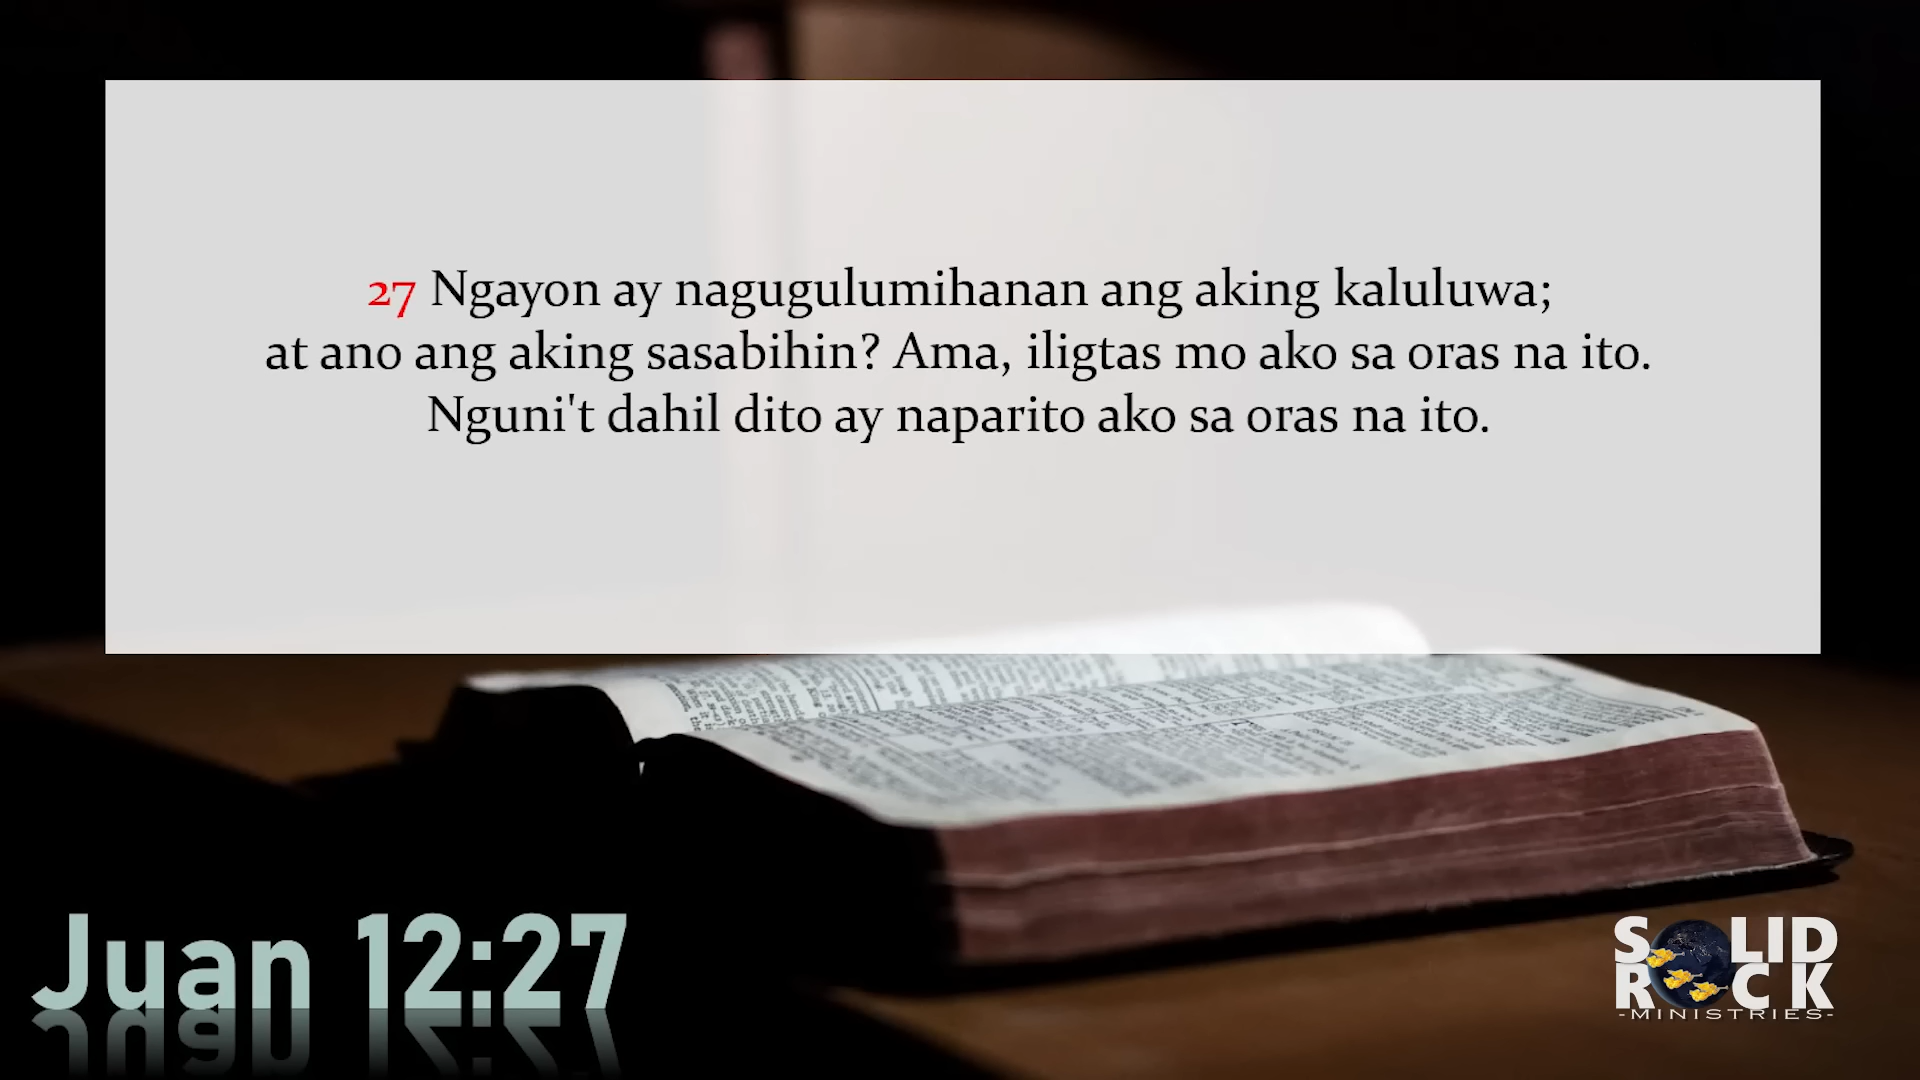 27 Ngayon ay nagugulumihanan ang aking kaluluwa;
at ano ang aking sasabihin? Ama, iligtas mo ako sa oras na ito.
Nguni't dahil dito ay naparito ako sa oras na ito.
Juan 12:27
SOLID
ROCK
-MINISTRIES-